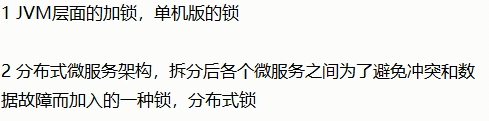 1 JVM层面的加锁，单机版的锁
2 分布式微服务架构，拆分后各个微服务之间为了避免冲突和数
据故障而加入的一种锁，分布式锁